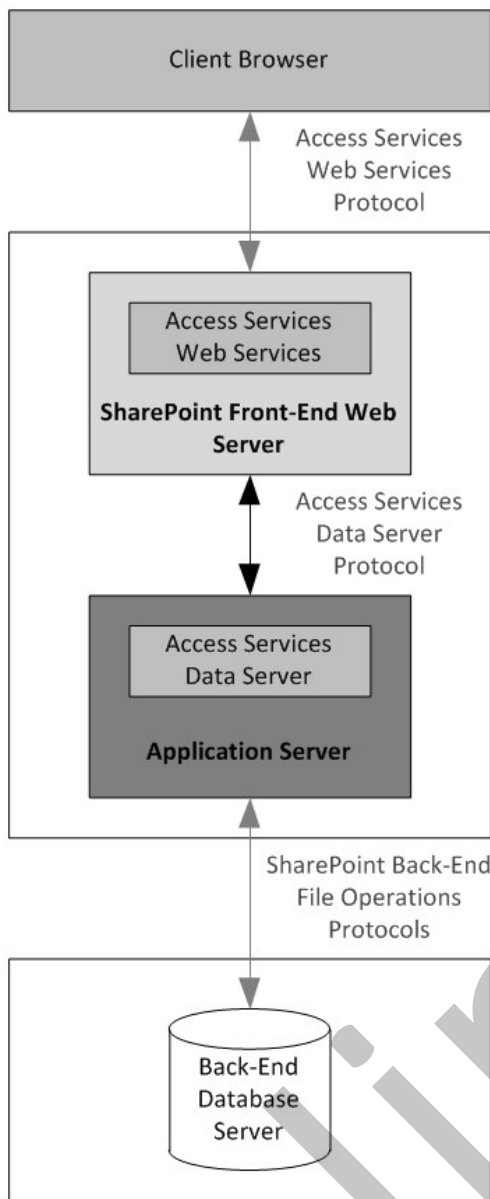 Client Browser
Access Services
Web Services
Protocol
Access Services
Web Services
SharePoint Front-End Web
Server
Access Services
Data Server
Protocol
Access Services
Data Server
Application Server
SharePoint Back-End
File Operations
Protocols
Back-End
Database
Server